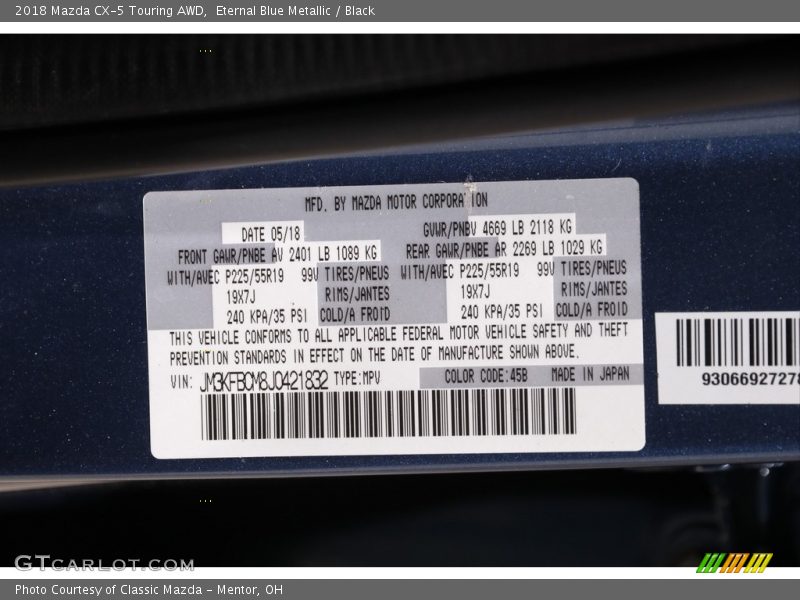 2018 Mazda CX-5 Touring AWD, Eternal Blue Metallic / Black
MFD. BY MAZDA MOTOR CORPORATION
DATE 05/18 GVWR/PNBV 4669 LB 2118 KG
FRONT GAWR/PNBE AV 2401 LB 1089 KG REAR GAWR/PNBE AR 2269 LB 1029 KG
WITH/AVEC P225/55R19 99V TIRES/PNEUS WITH/AVEC P225/55R19 99V TIRES/PNEUS
19X7J RIMS/JANTES 19X7J RIMS/JANTES
240 KPA/35 PSI COLD/A FROID 240 KPA/35 PSI COLD/A FROID
THIS VEHICLE CONFORMS TO ALL APPLICABLE FEDERAL MOTOR VEHICLE SAFETY AND THEFT
PREVENTION STANDARDS IN EFFECT ON THE DATE OF MANUFACTURE SHOWN ABOVE.
VIN: JM3KFBCM8J0421832 TYPE:MPV COLOR CODE:45B MADE IN JAPAN
9306692727
GTCARLOT.COM
Photo Courtesy of Classic Mazda - Mentor, OH